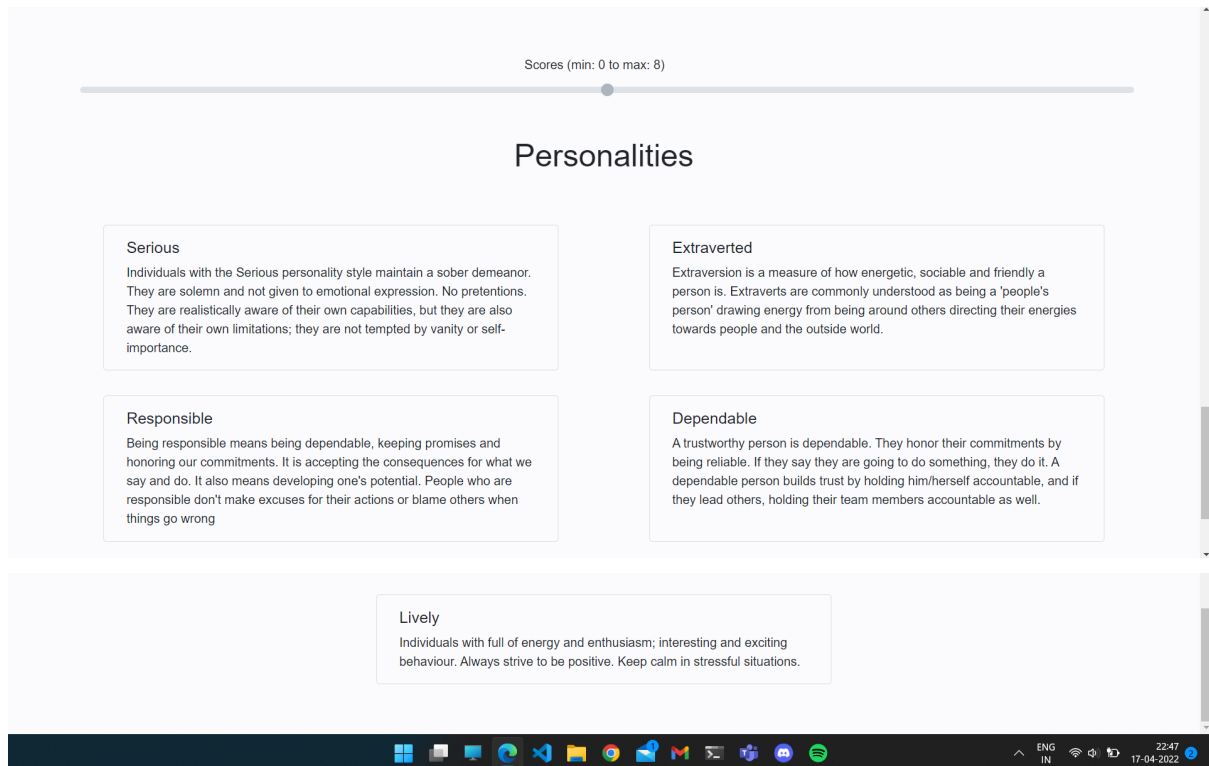 Scores (min: 0 to max: 8)
Personalities
Serious
Individuals with the Serious personality style maintain a sober demeanor.
They are solemn and not given to emotional expression. No pretentions.
They are realistically aware of their own capabilities, but they are also
aware of their own limitations; they are not tempted by vanity or self-
importance.
Extraverted
Extraversion is a measure of how energetic, sociable and friendly a
person is. Extraverts are commonly understood as being a 'people's
person' drawing energy from being around others directing their energies
towards people and the outside world.
Responsible
Being responsible means being dependable, keeping promises and
honoring our commitments. It is accepting the consequences for what we
say and do. It also means developing one's potential. People who are
responsible don't make excuses for their actions or blame others when
things go wrong
Dependable
A trustworthy person is dependable. They honor their commitments by
being reliable. If they say they are going to do something, they do it. A
dependable person builds trust by holding him/herself accountable, and if
they lead others, holding their team members accountable as well.
Lively
Individuals with full of energy and enthusiasm; interesting and exciting
behaviour. Always strive to be positive. Keep calm in stressful situations.
ENG
IN
22:47
17-04-2022
2